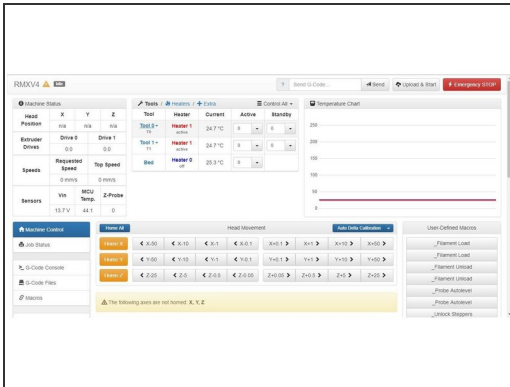 RMXV4
? Send G-Code... Send Upload & Start Emergency STOP
Machine Status
Head Position X Y Z
n/a n/a n/a
Extruder Drives Drive 0 Drive 1
0.0 0.0
Speeds Requested Speed Top Speed
0 mm/s 0 mm/s
Sensors Vin MCU Temp. Z-Probe
13.7 V 44.1 0
Tools / Heaters / + Extra Control All
Tool Heater Current Active Standby
Tool 0 Heater 1 24.7 °C 0 0
T0 active
Tool 1 Heater 1 24.7 °C 0 0
T1 active
Bed Heater 0 25.3 °C 0
off
Temperature Chart
250
200
150
100
50
0
Machine Control
Job Status
G-Code Console
G-Code Files
Macros
Home All Head Movement Auto Delta Calibration
Home X X-50 X-10 X-1 X-0.1 X+0.1 X+1 X+10 X+50
Home Y Y-50 Y-10 Y-1 Y-0.1 Y+0.1 Y+1 Y+10 Y+50
Home Z Z-25 Z-5 Z-0.5 Z-0.05 Z+0.05 Z+0.5 Z+5 Z+25
The following axes are not homed: X, Y, Z
User-Defined Macros
_Filament Load
_Filament Load
_Filament Unload
_Filament Unload
_Probe Autolevel
_Probe Autolevel
_Unlock Steppers